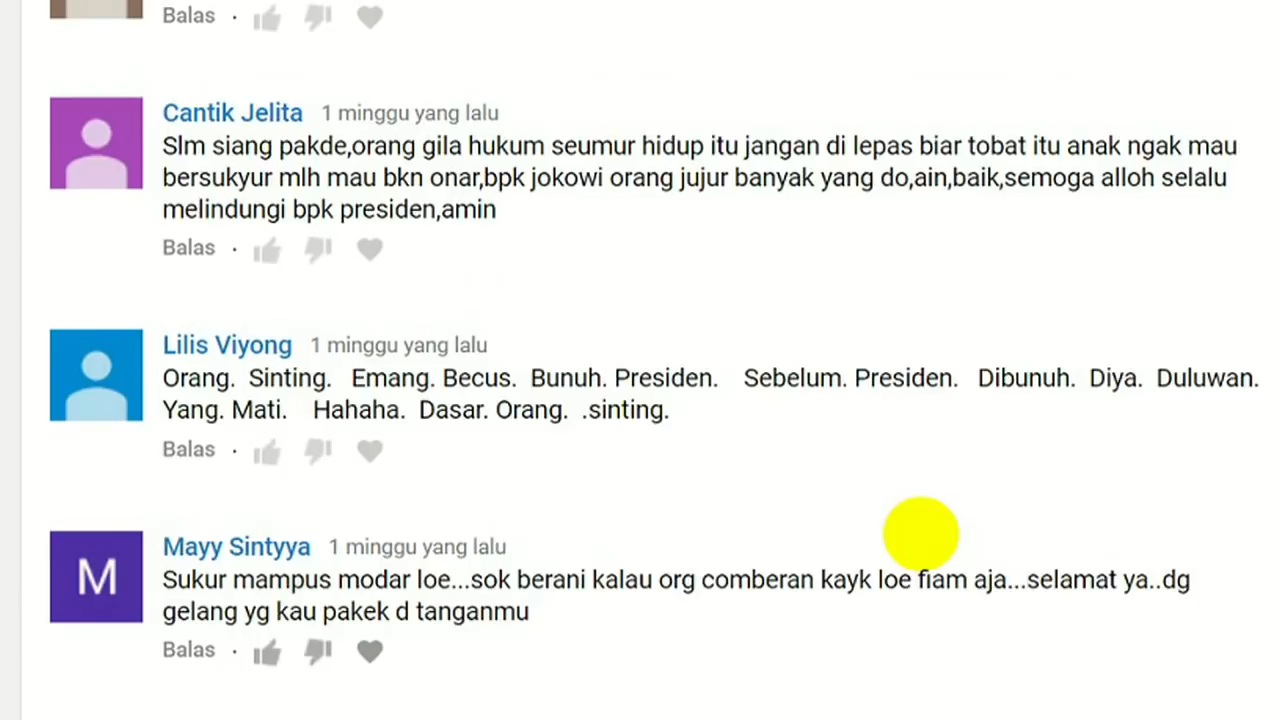 Balas ·
Cantik Jelita 1 minggu yang lalu
Slm siang pakde,orang gila hukum seumur hidup itu jangan di lepas biar tobat itu anak ngak mau
bersukyur mlh mau bkn onar,bpk jokowi orang jujur banyak yang do,ain,baik,semoga alloh selalu
melindungi bpk presiden,amin
Balas ·
Lilis Viyong 1 minggu yang lalu
Orang. Sinting. Emang. Becus. Bunuh. Presiden. Sebelum. Presiden. Dibunuh. Diya. Duluwan.
Yang. Mati. Hahaha. Dasar. Orang. .sinting.
Balas ·
M
Mayy Sintyya 1 minggu yang lalu
Sukur mampus modar loe...sok berani kalau org comberan kayk loe fiam aja...selamat ya..dg
gelang yg kau pakek d tanganmu
Balas ·